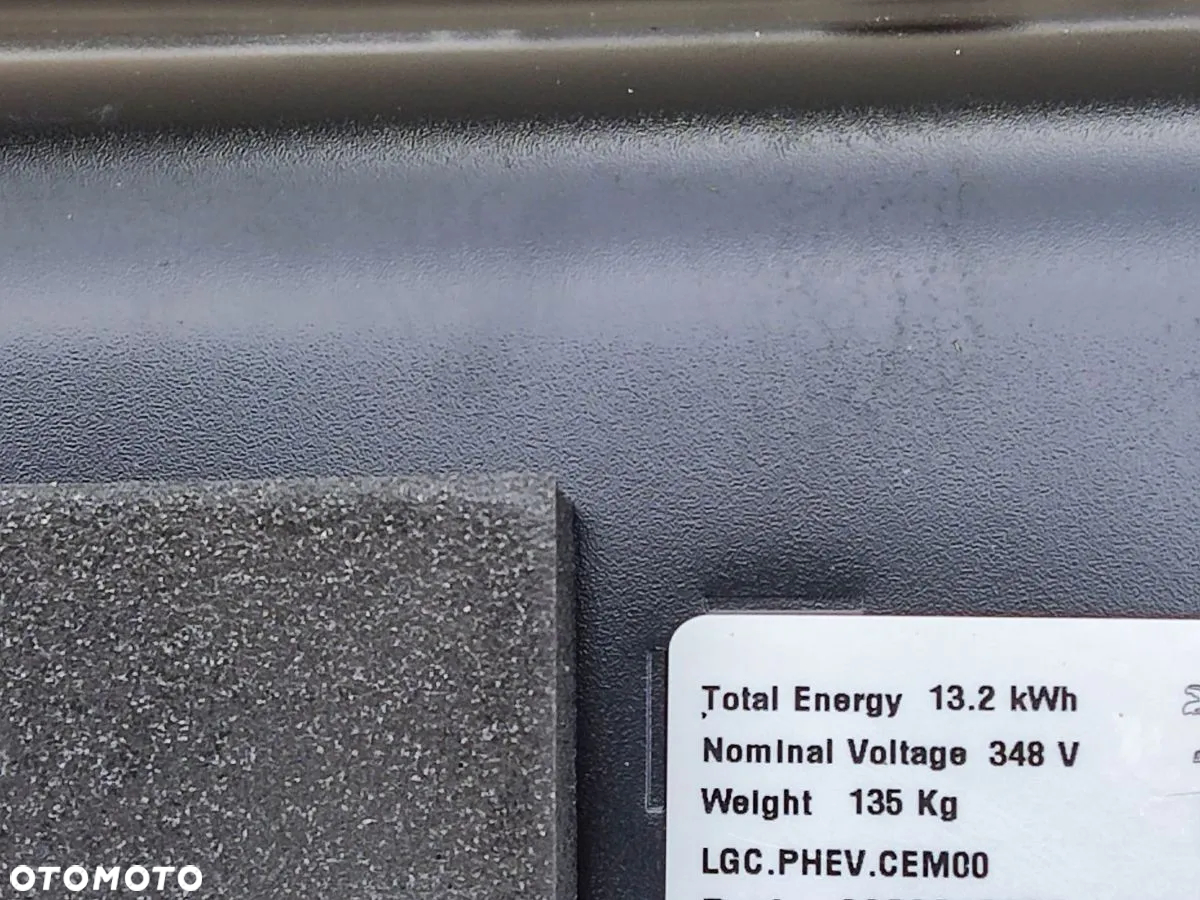 Total Energy 13.2 kWh
Nominal Voltage 348 V
Weight 135 Kg
LGC.PHEV.CEM00
OTOMOTO